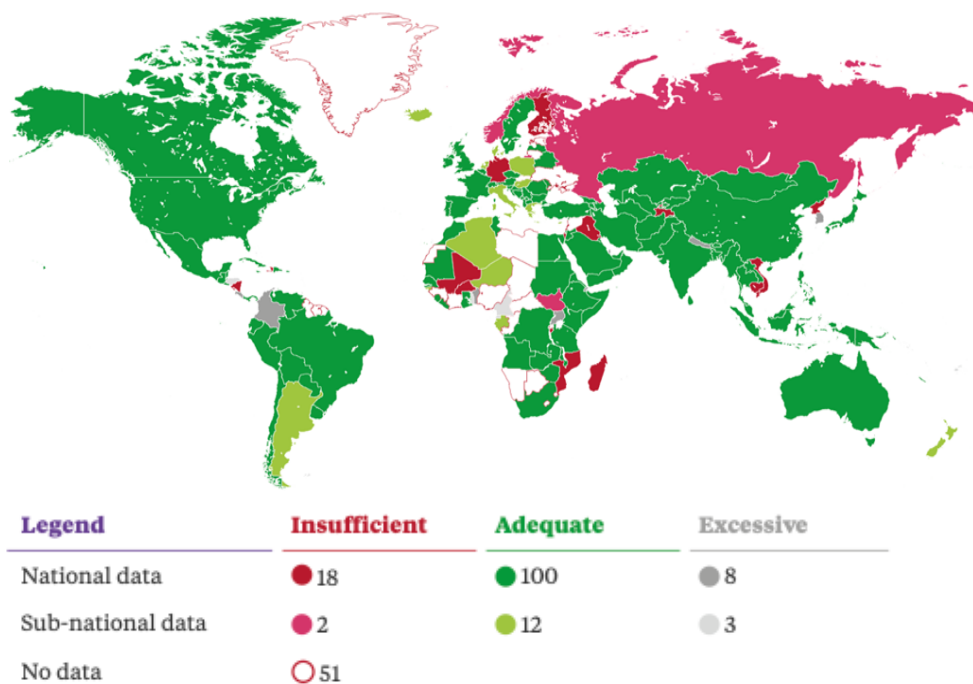 Legend Insufficient Adequate Excessive
National data 18 100 8
Sub-national data 2 12 3
No data 51